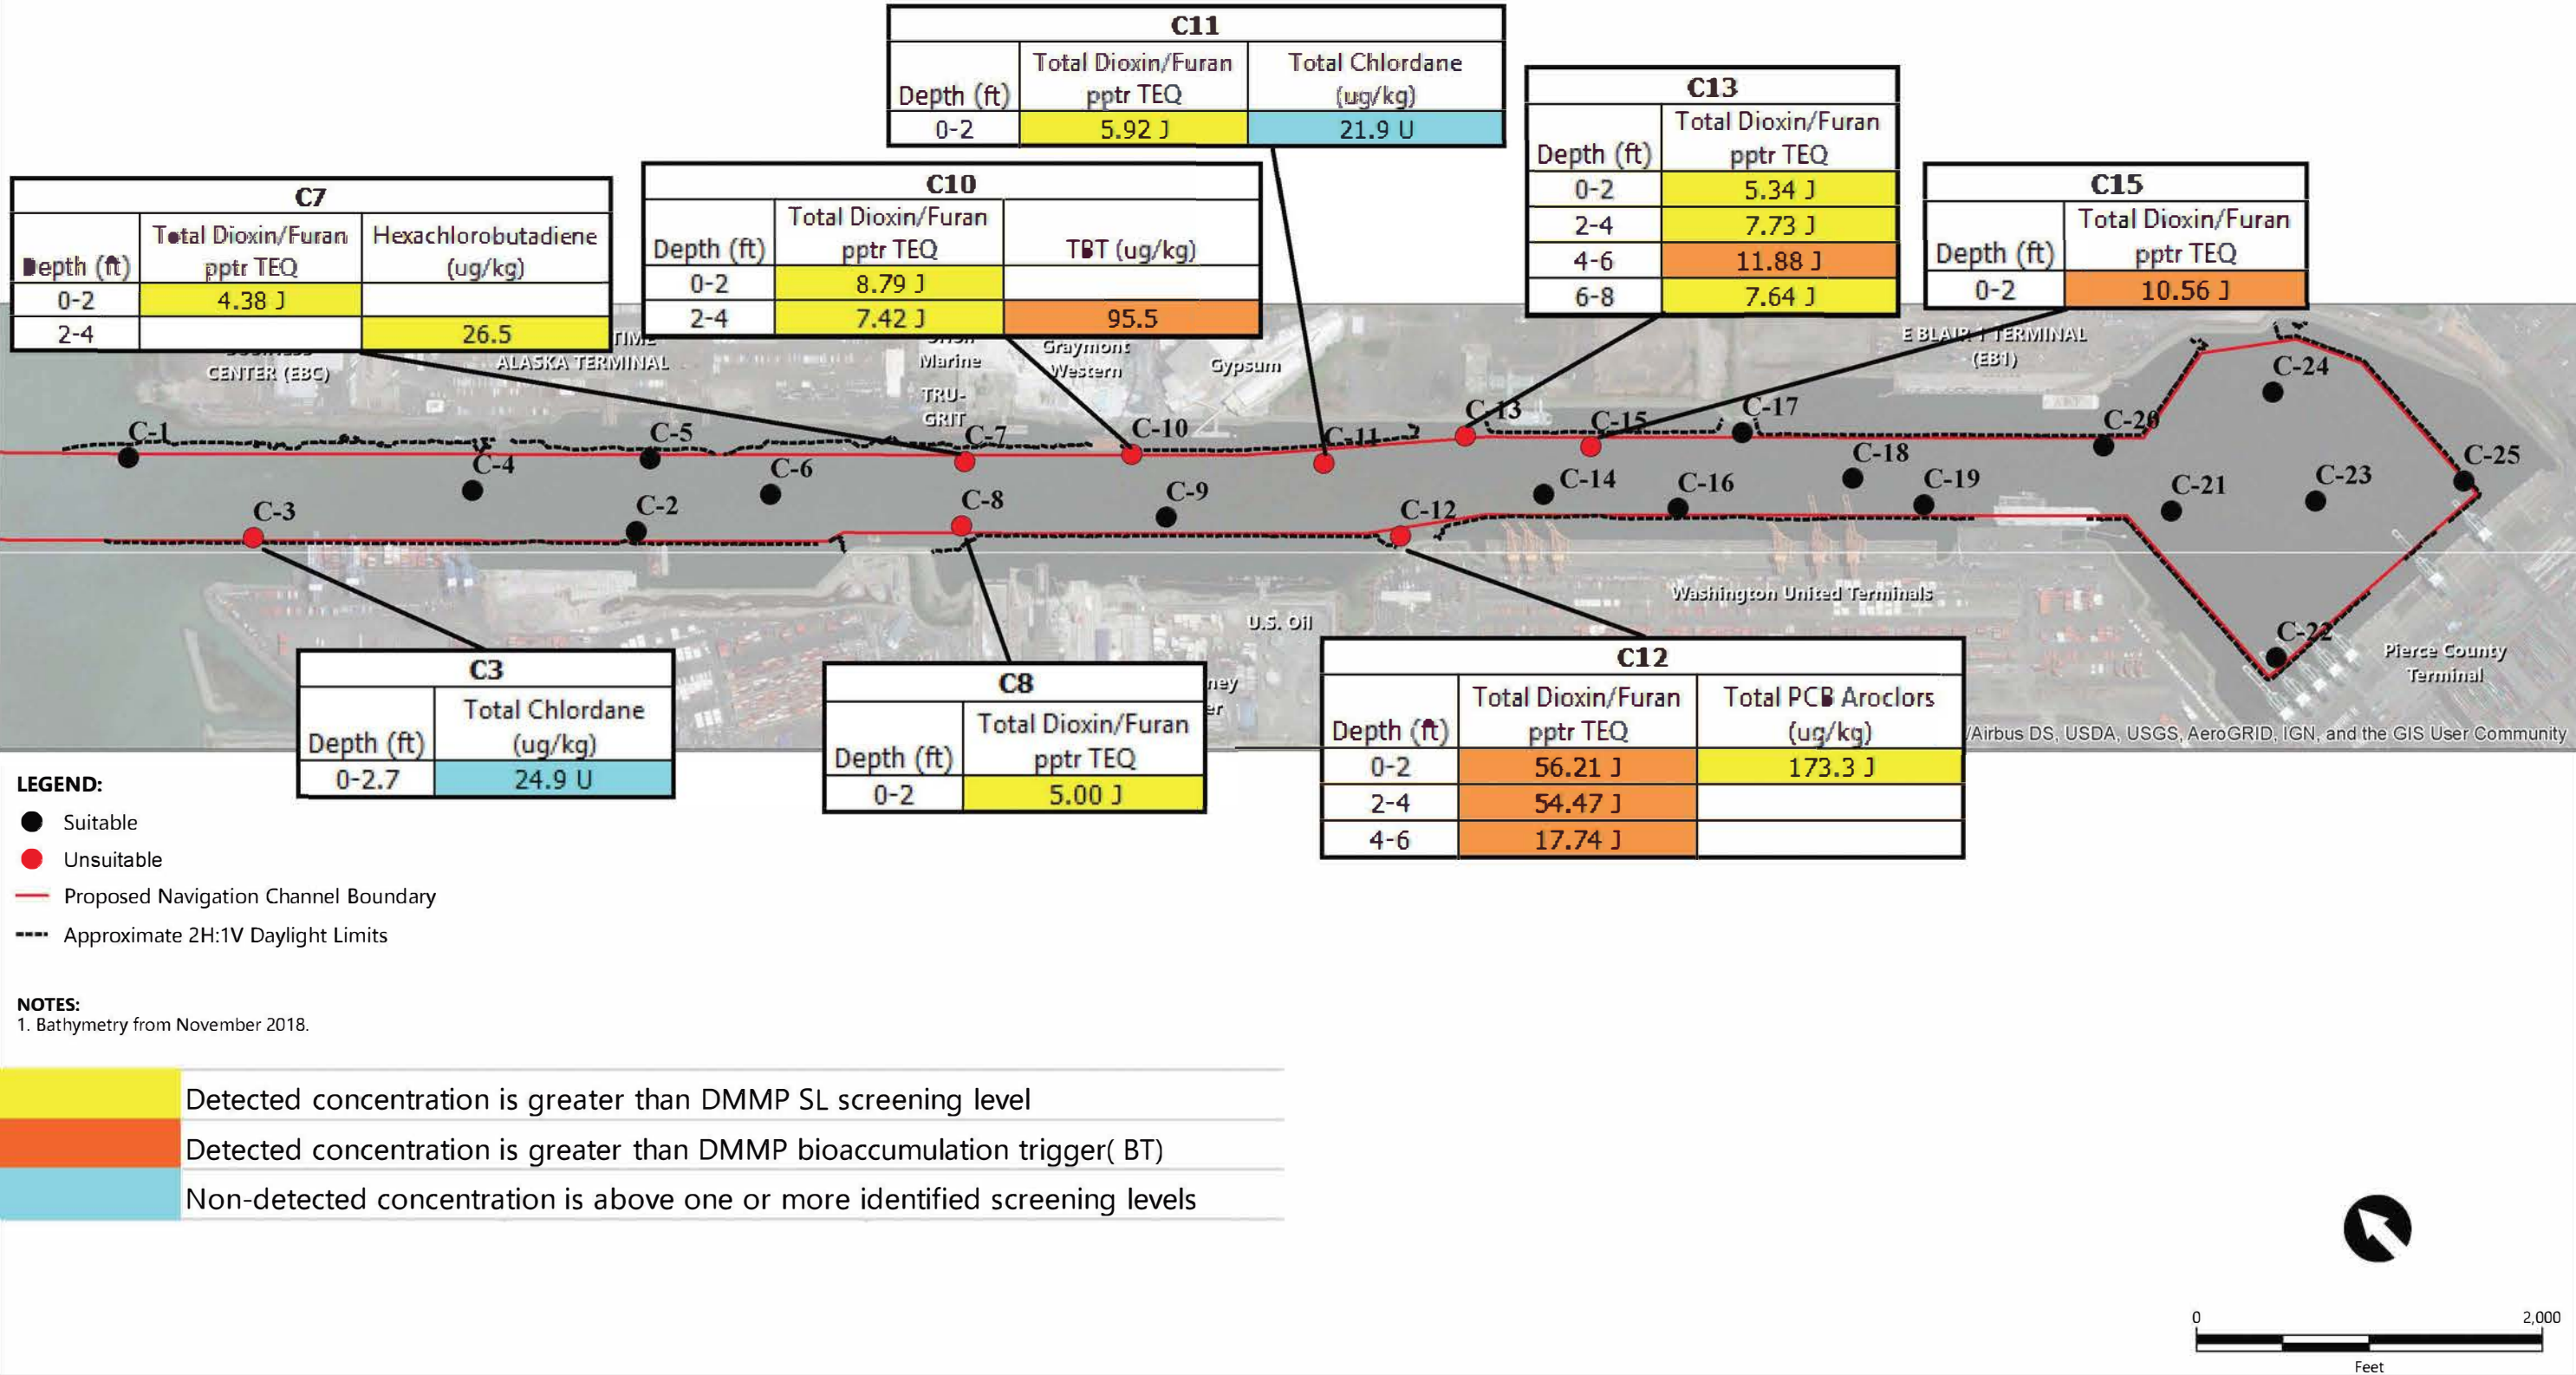 C11
Depth (ft) Total Dioxin/Furan pptr TEQ Total Chlordane (ug/kg)
0-2 5.92 J 21.9 U
C13
Depth (ft) Total Dioxin/Furan pptr TEQ
0-2 5.34 J
2-4 7.73 J
4-6 11.88 J
6-8 7.64 J
C7
Depth (ft) Total Dioxin/Furan pptr TEQ Hexachlorobutadiene (ug/kg)
0-2 4.38 J
2-4 26.5
C10
Depth (ft) Total Dioxin/Furan pptr TEQ TBT (ug/kg)
0-2 8.79 J
2-4 7.42 J 95.5
C15
Depth (ft) Total Dioxin/Furan pptr TEQ
0-2 10.56 J
CENTER (EBC)
ALASKA TERMINAL
Marine
TRU-
GRIT
Graymont
Western
Gypsum
E BLAIR 1 TERMINAL
(EB1)
C-1
C-3
C-4
C-5
C-2
C-6
C-7
C-8
C-10
C-9
C-11
C-12
C-13
C-14
C-15
C-16
C-17
C-18
C-19
C-20
C-21
C-22
C-23
C-24
C-25
U.S. Oil
Washington United Terminals
Pierce County
Terminal
/Airbus DS, USDA, USGS, AeroGRID, IGN, and the GIS User Community
C3
Depth (ft) Total Chlordane (ug/kg)
0-2.7 24.9 U
C8
Depth (ft) Total Dioxin/Furan pptr TEQ
0-2 5.00 J
C12
Depth (ft) Total Dioxin/Furan pptr TEQ Total PCB Aroclors (ug/kg)
0-2 56.21 J 173.3 J
2-4 54.47 J
4-6 17.74 J
LEGEND:
Suitable
Unsuitable
Proposed Navigation Channel Boundary
Approximate 2H:1V Daylight Limits
NOTES:
1. Bathymetry from November 2018.
Detected concentration is greater than DMMP SL screening level
Detected concentration is greater than DMMP bioaccumulation trigger( BT)
Non-detected concentration is above one or more identified screening levels
0 2,000
Feet